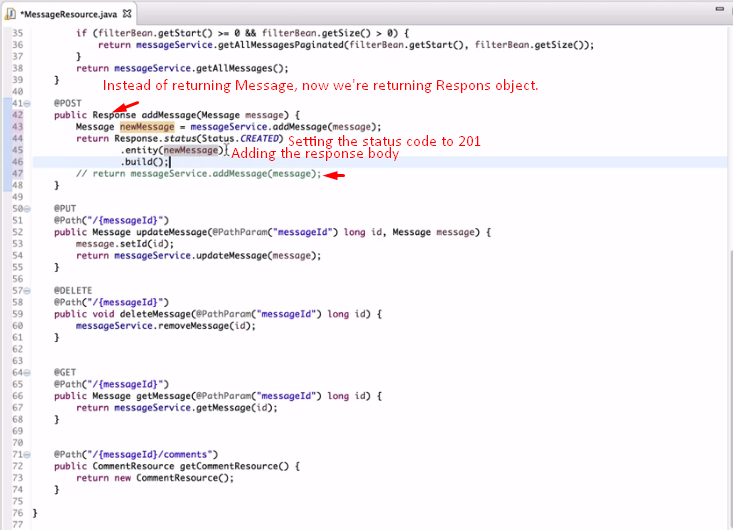 *MessageResource.java
35 if (filterBean.getStart() >= 0 && filterBean.getSize() > 0) {
36 return messageService.getAllMessagesPaginated(filterBean.getStart(), filterBean.getSize());
37 }
38 return messageService.getAllMessages();
39 }
40 Instead of returning Message, now we're returning Respons object.
41 @POST
42 public Response addMessage(Message message) {
43 Message newMessage = messageService.addMessage(message);
44 return Response.status(Status.CREATED) Setting the status code to 201
45 .entity(newMessage) Adding the response body
46 .build();
47 // return messageService.addMessage(message);
48 }
49
50 @PUT
51 @Path("/{messageId}")
52 public Message updateMessage(@PathParam("messageId") long id, Message message) {
53 message.setId(id);
54 return messageService.updateMessage(message);
55 }
56
57 @DELETE
58 @Path("/{messageId}")
59 public void deleteMessage(@PathParam("messageId") long id) {
60 messageService.removeMessage(id);
61 }
62
63
64 @GET
65 @Path("/{messageId}")
66 public Message getMessage(@PathParam("messageId") long id) {
67 return messageService.getMessage(id);
68 }
69
70
71 @Path("/{messageId}/comments")
72 public CommentResource getCommentResource() {
73 return new CommentResource();
74 }
75
76 }
77